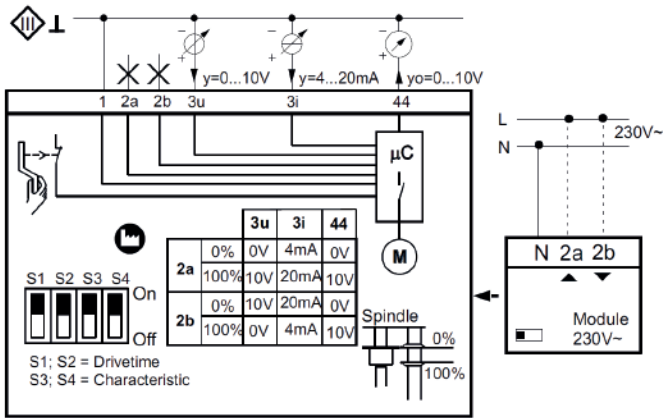 y=0...10V y=4...20mA yo=0...10V
1 2a 2b 3u 3i 44
L
230V~
N
µC
M
3u 3i 44
2a 0% 0V 4mA 0V
100% 10V 20mA 10V
2b 0% 10V 20mA 0V
100% 0V 4mA 10V
N 2a 2b
Module
230V~
S1 S2 S3 S4
On
Off
Spindle
0%
100%
S1; S2 = Drivetime
S3; S4 = Characteristic